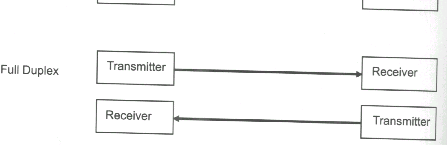 Transmitter
Full Duplex
Receiver
Receiver
Transmitter